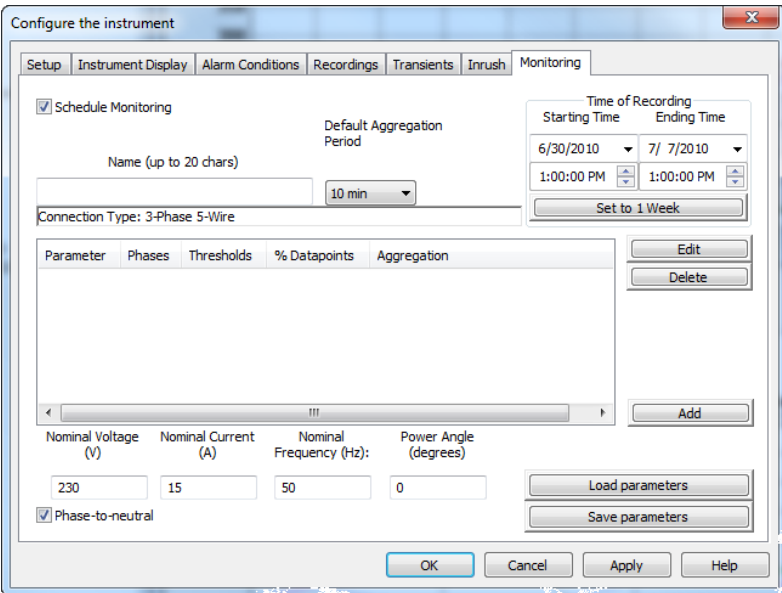 Configure the instrument
x
Setup Instrument Display Alarm Conditions Recordings Transients Inrush Monitoring
Schedule Monitoring
Time of Recording
Starting Time Ending Time
Default Aggregation
Period
6/30/2010 7/ 7/2010
Name (up to 20 chars)
1:00:00 PM 1:00:00 PM
10 min
Set to 1 Week
Connection Type: 3-Phase 5-Wire
Parameter Phases Thresholds % Datapoints Aggregation
Edit
Delete
Add
Nominal Voltage
(V)
Nominal Current
(A)
Nominal
Frequency (Hz):
Power Angle
(degrees)
230 15 50 0
Load parameters
Phase-to-neutral
Save parameters
OK Cancel Apply Help